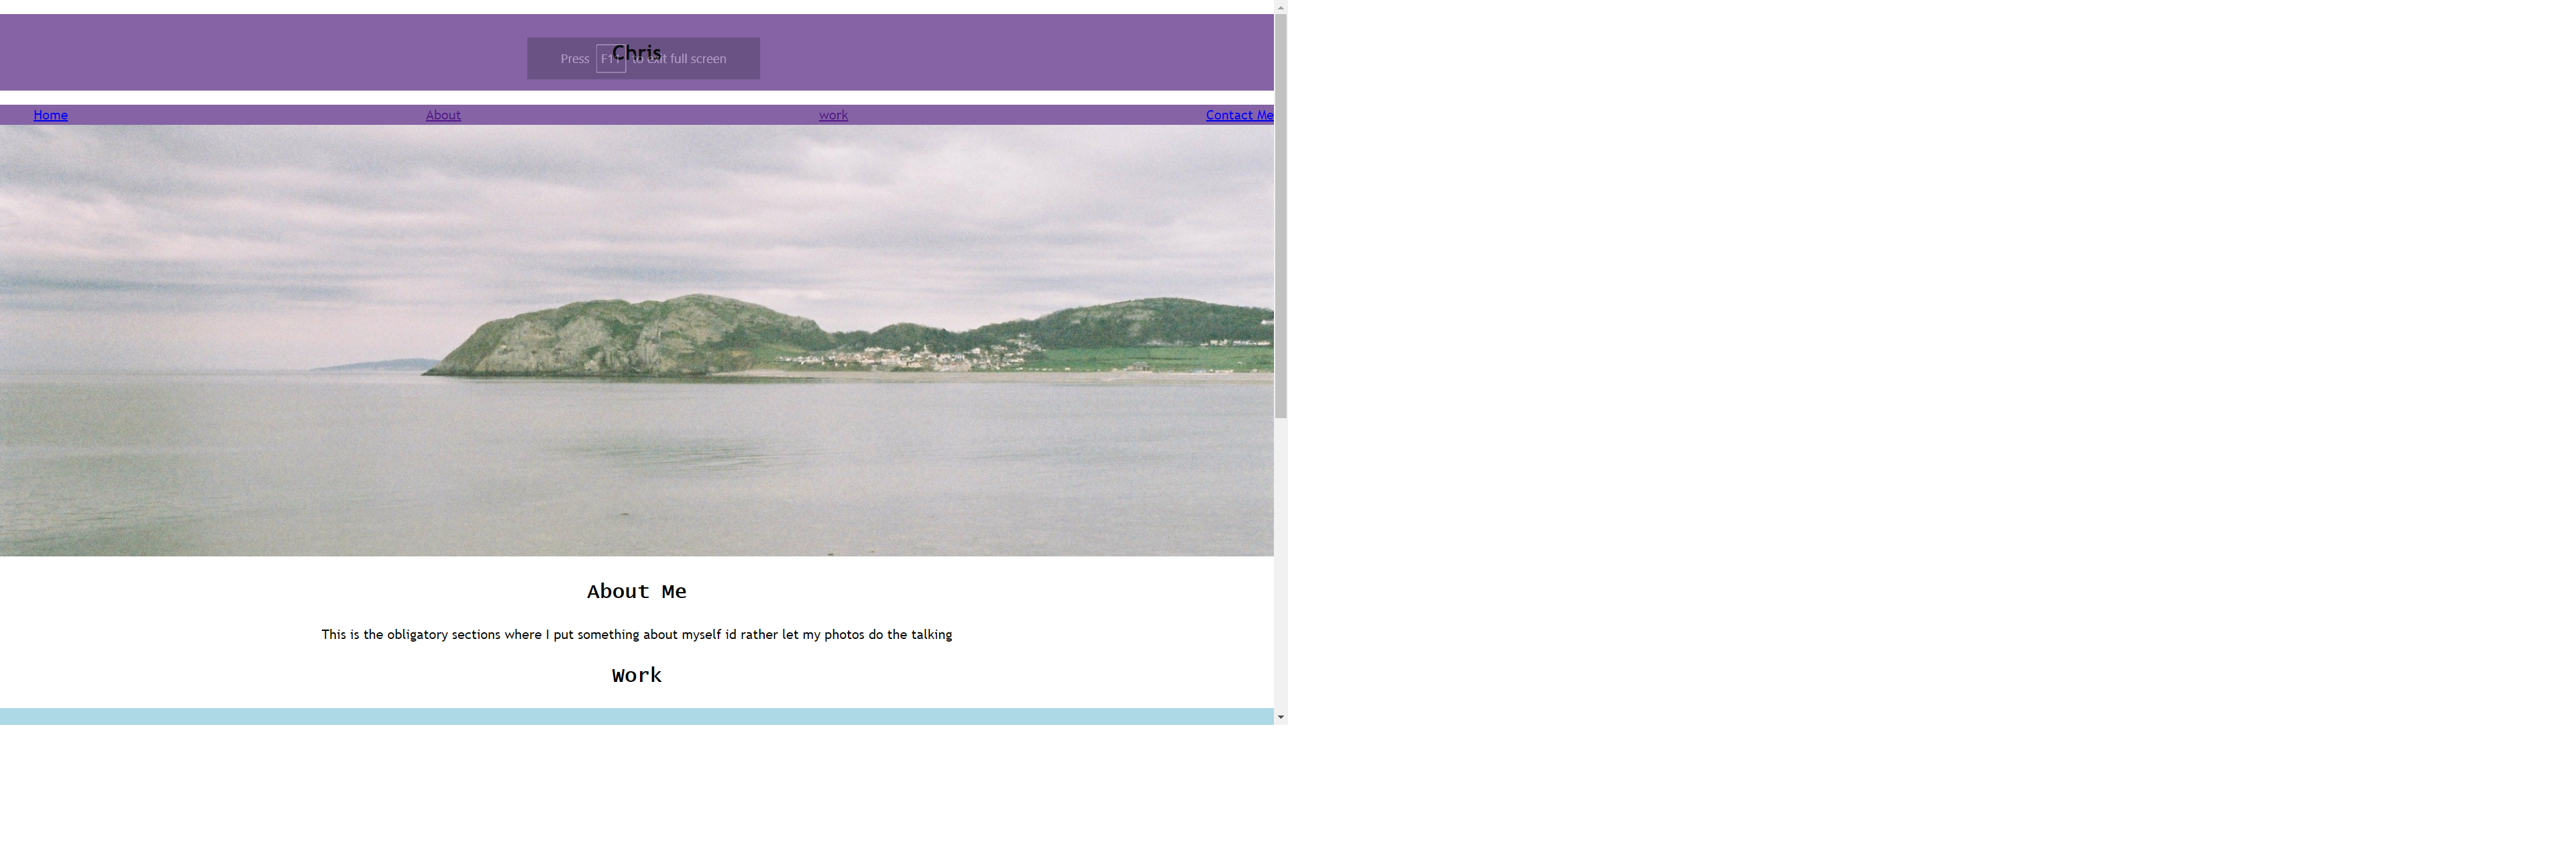 Chris
Press F11 to exit full screen
Home About work Contact Me
About Me
This is the obligatory sections where I put something about myself id rather let my photos do the talking
Work